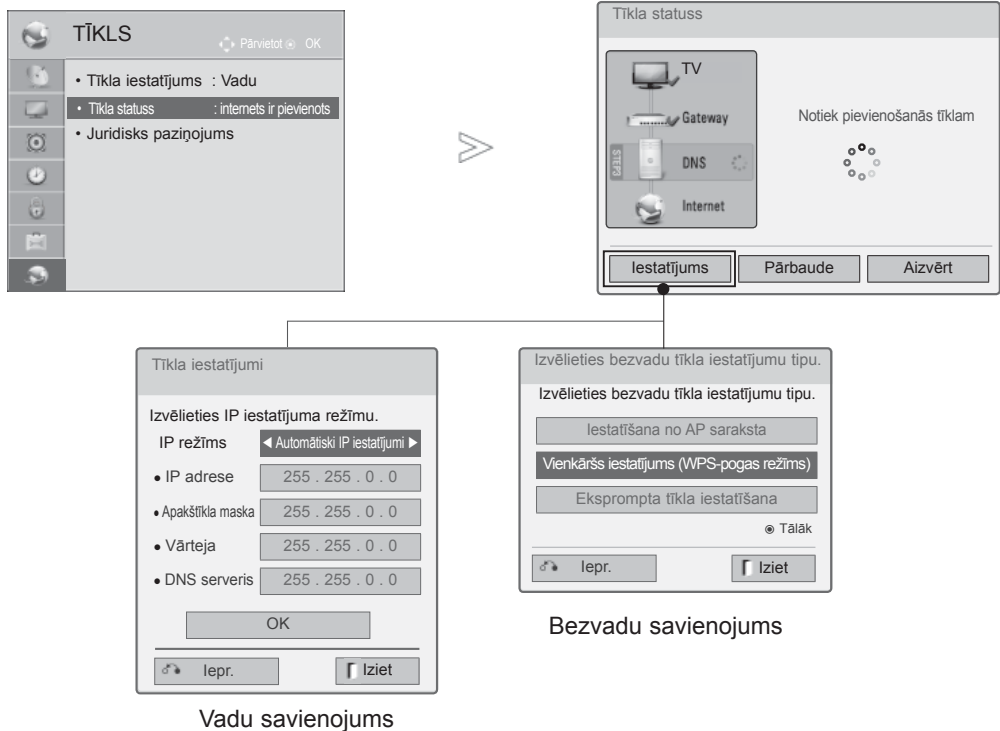 TĪKLS
Pārvietot OK
• Tīkla iestatījums : Vadu
• Tīkla statuss : internets ir pievienots
• Juridisks paziņojums
Tīkla statuss
TV
Gateway
STEP3
DNS
Internet
Notiek pievienošanās tīklam
Iestatījums
Pārbaude
Aizvērt
Tīkla iestatījumi
Izvēlieties IP iestatījuma režīmu.
IP režīms ◀ Automātiski IP iestatījumi ▶
• IP adrese 255 . 255 . 0 . 0
• Apakštīkla maska 255 . 255 . 0 . 0
• Vārteja 255 . 255 . 0 . 0
• DNS serveris 255 . 255 . 0 . 0
OK
Iepr.
Iziet
Vadu savienojums
Izvēlieties bezvadu tīkla iestatījumu tipu.
Izvēlieties bezvadu tīkla iestatījumu tipu.
Iestatīšana no AP saraksta
Vienkāršs iestatījums (WPS-pogas režīms)
Eksprompta tīkla iestatīšana
Tālāk
Iepr.
Iziet
Bezvadu savienojums